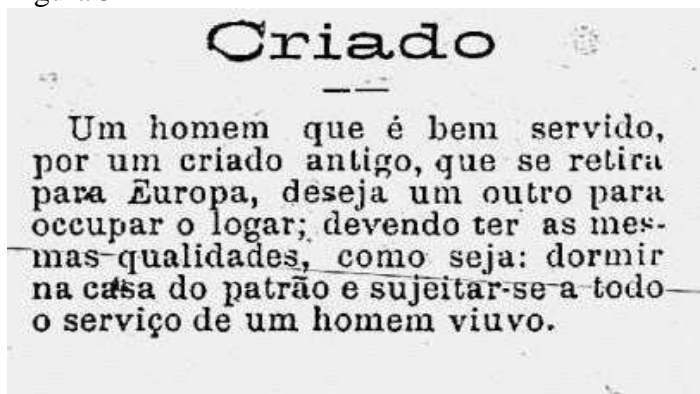 Criado
Um homem que é bem servido,
por um criado antigo, que se retira
para Europa, deseja um outro para
occupar o logar; devendo ter as mes-
mas qualidades, como seja: dormir
na casa do patrão e sujeitar-se a todo
o serviço de um homem viuvo.